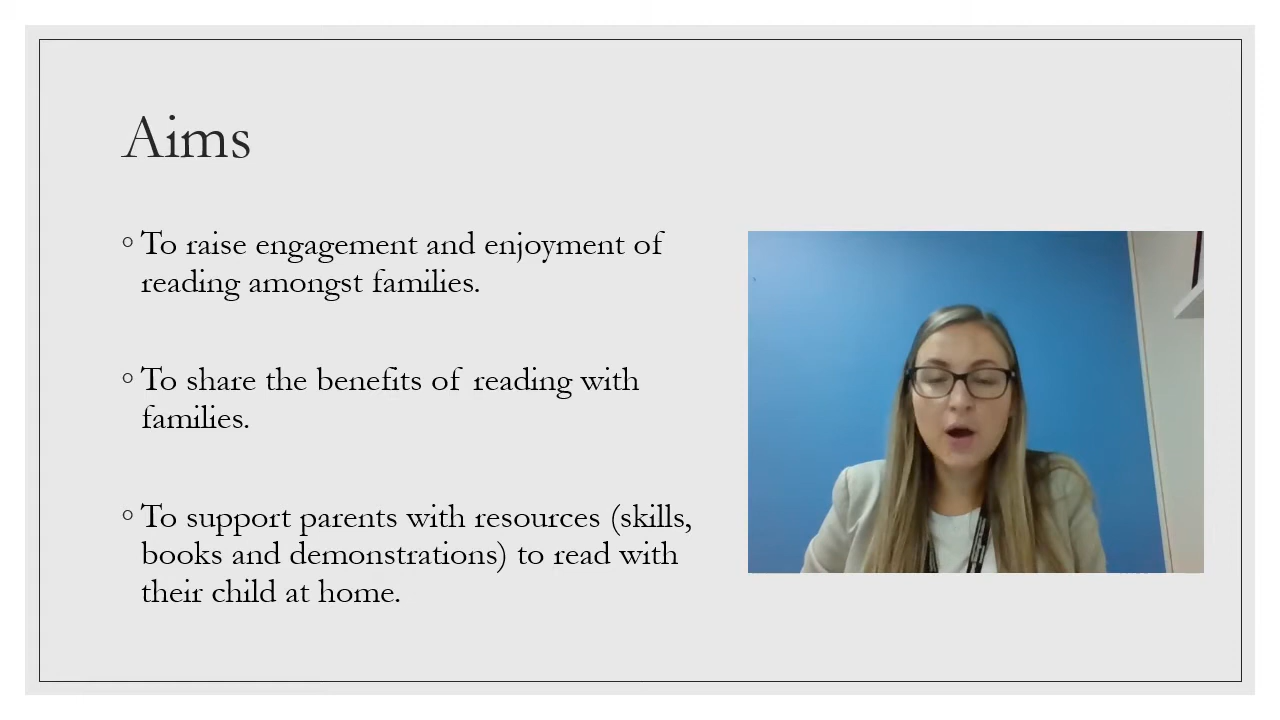 Aims
◦ To raise engagement and enjoyment of
reading amongst families.
◦ To share the benefits of reading with
families.
◦ To support parents with resources (skills,
books and demonstrations) to read with
their child at home.